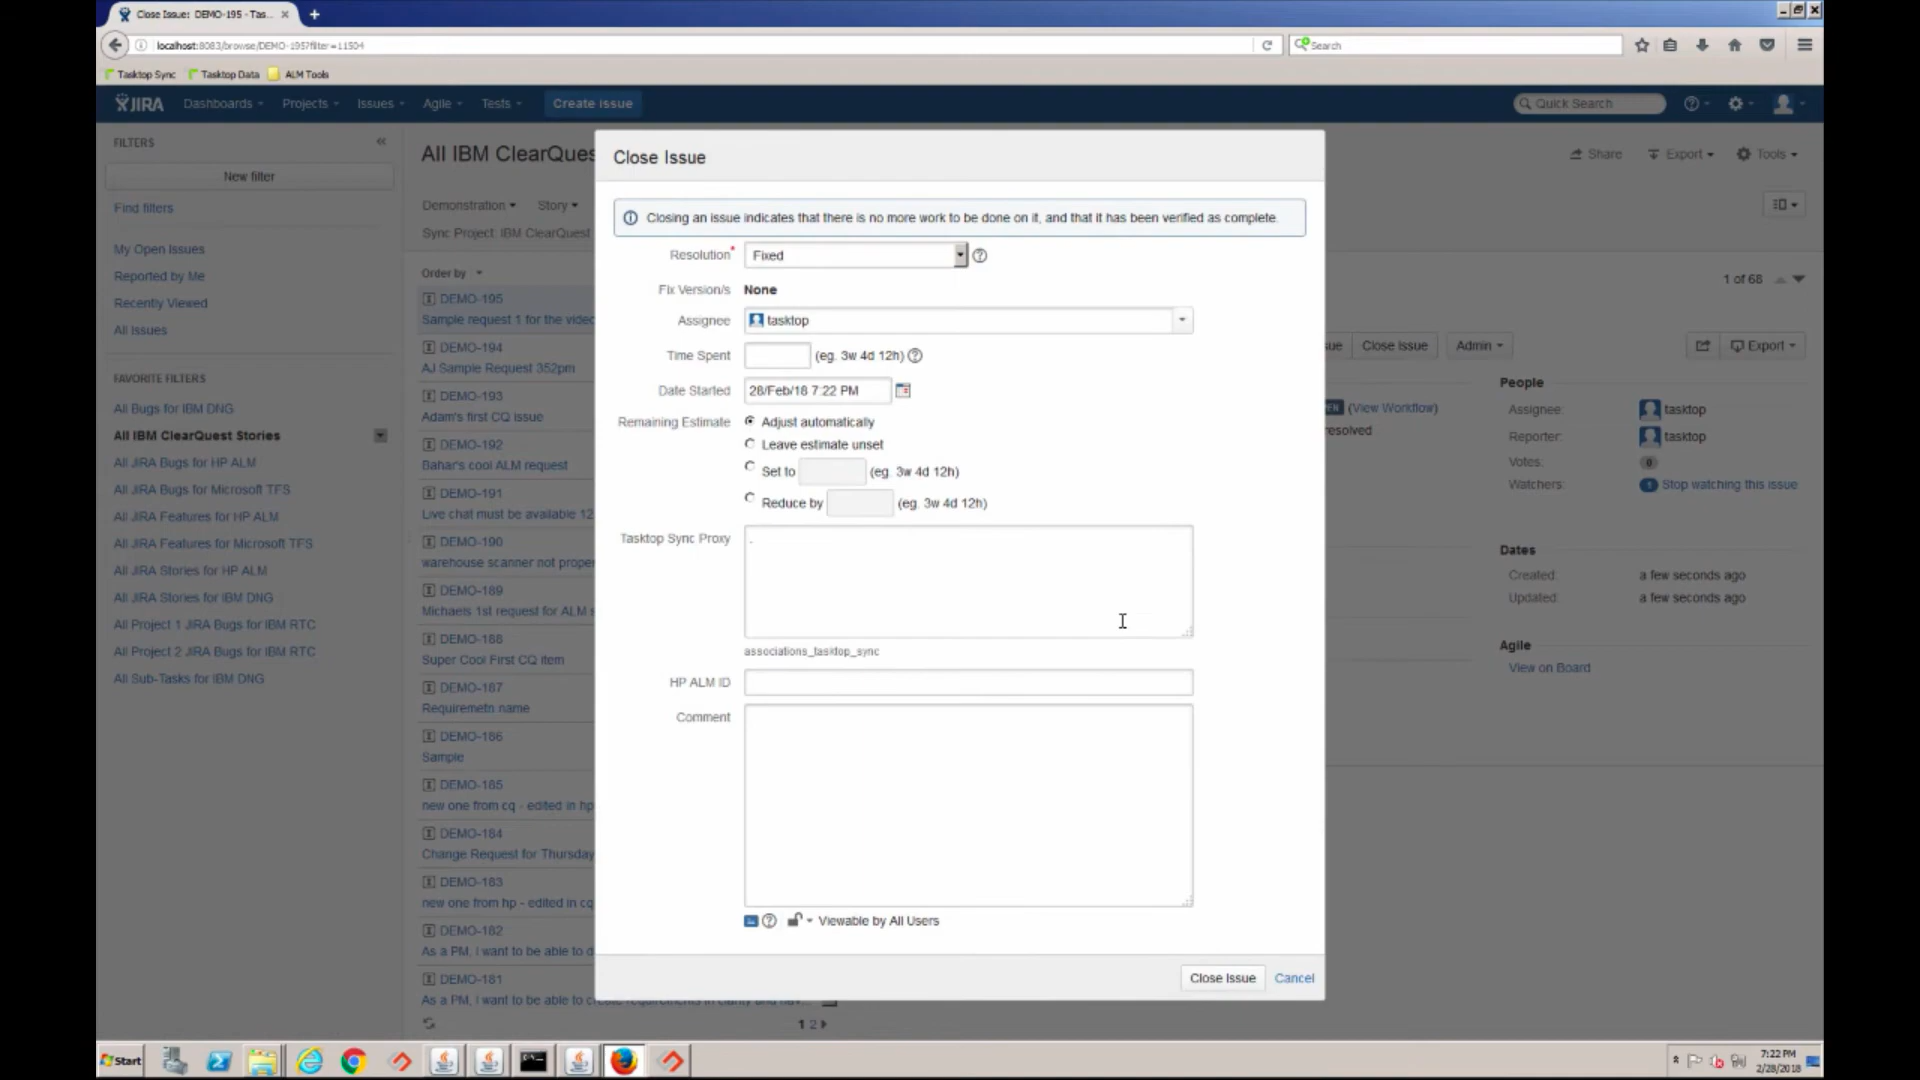 Close Issue: DEMO-195 - Tas...
localhost:8083/browse/DEMO-195?filter=11504
Search
Tasktop Sync
Tasktop Data
ALM Tools
JIRA
Dashboards
Projects
Issues
Agile
Tests
Create Issue
Quick Search
FILTERS
New filter
Find filters
My Open Issues
Reported by Me
Recently Viewed
All Issues
FAVORITE FILTERS
All Bugs for IBM DNG
All IBM ClearQuest Stories
All JIRA Bugs for HP ALM
All JIRA Bugs for Microsoft TFS
All JIRA Features for HP ALM
All JIRA Features for Microsoft TFS
All JIRA Stories for HP ALM
All JIRA Stories for IBM DNG
All Project 1 JIRA Bugs for IBM RTC
All Project 2 JIRA Bugs for IBM RTC
All Sub-Tasks for IBM DNG
All IBM ClearQues
Share
Export
Tools
Demonstration
Story
Sync Project: IBM ClearQuest
Order by
1 of 68
DEMO-195
Sample request 1 for the video
DEMO-194
AJ Sample Request 352pm
DEMO-193
Adam's first CQ issue
DEMO-192
Bahar's cool ALM request
DEMO-191
Live chat must be available 12
DEMO-190
warehouse scanner not proper
DEMO-189
Michaels 1st request for ALM s
DEMO-188
Super Cool First CQ item
DEMO-187
Requiremetn name
DEMO-186
Sample
DEMO-185
new one from cq - edited in hp
DEMO-184
Change Request for Thursday
DEMO-183
new one from hp - edited in cq
DEMO-182
As a PM, I want to be able to d
DEMO-181
As a PM, I want to be able to
1 2
Close Issue
Closing an issue indicates that there is no more work to be done on it, and that it has been verified as complete.
Resolution*
Fixed
Fix Version/s
None
Assignee
tasktop
Time Spent
(eg. 3w 4d 12h)
Date Started
28/Feb/18 7:22 PM
Remaining Estimate
Adjust automatically
Leave estimate unset
Set to
(eg. 3w 4d 12h)
Reduce by
(eg. 3w 4d 12h)
Tasktop Sync Proxy
.
associations_tasktop_sync
HP ALM ID
Comment
Viewable by All Users
Close Issue
Cancel
ue
Close Issue
Admin
Export
EN
(View Workflow)
resolved
People
Assignee:
tasktop
Reporter:
tasktop
Votes:
0
Watchers:
1
Stop watching this issue
Dates
Created:
a few seconds ago
Updated:
a few seconds ago
Agile
View on Board
Start
7:22 PM
2/28/2018